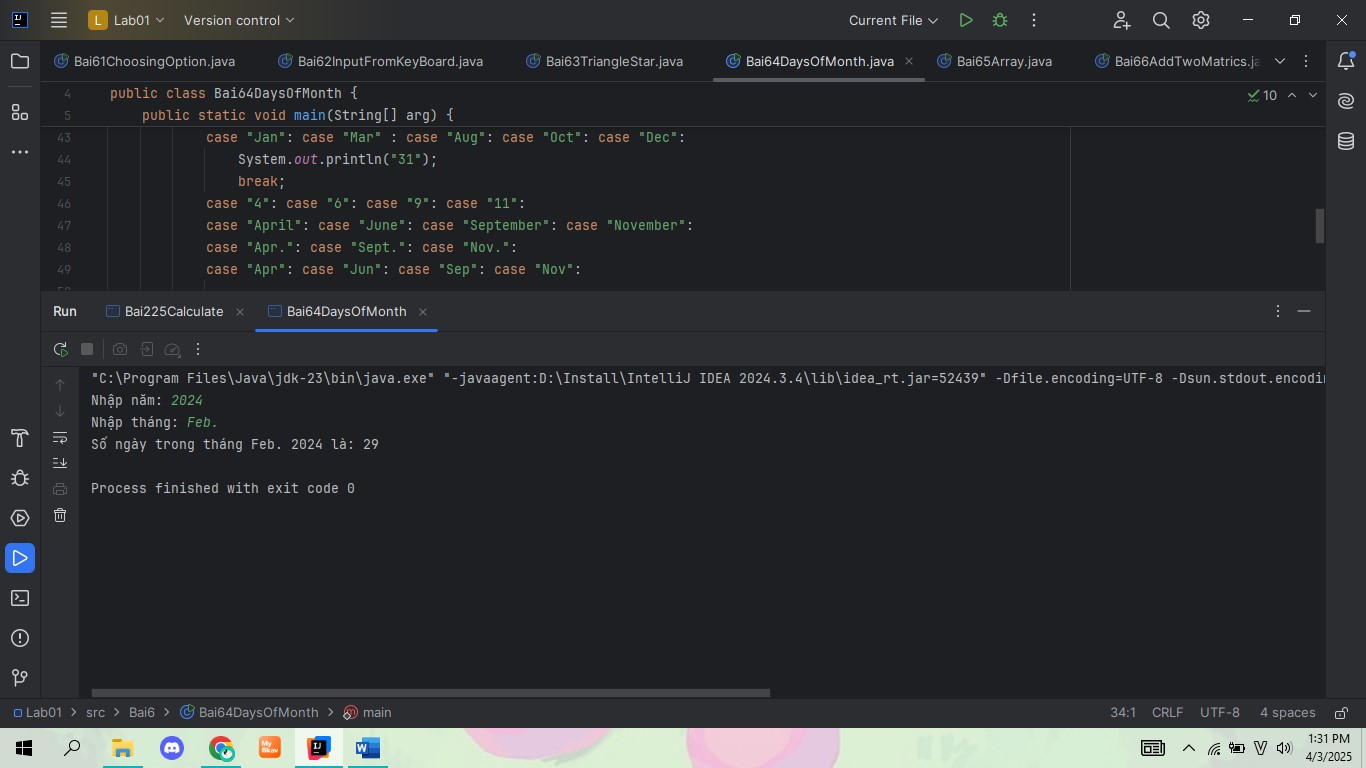 L Lab01 Version control Current File
Bai61ChoosingOption.java Bai62InputFromKeyBoard.java Bai63TriangleStar.java Bai64DaysOfMonth.java Bai65Array.java Bai66AddTwoMatrics.ja
4 public class Bai64DaysOfMonth { 10
5 public static void main(String[] arg) {
43 case "Jan": case "Mar" : case "Aug": case "Oct": case "Dec":
44 System.out.println("31");
45 break;
46 case "4": case "6": case "9": case "11":
47 case "April": case "June": case "September": case "November":
48 case "Apr.": case "Sept.": case "Nov.":
49 case "Apr": case "Jun": case "Sep": case "Nov":
Run Bai225Calculate Bai64DaysOfMonth
"C:\Program Files\Java\jdk-23\bin\java.exe" "-javaagent:D:\Install\IntelliJ IDEA 2024.3.4\lib\idea_rt.jar=52439" -Dfile.encoding=UTF-8 -Dsun.stdout.encodin
Nhập năm: 2024
Nhập tháng: Feb.
Số ngày trong tháng Feb. 2024 là: 29
Process finished with exit code 0
Lab01 > src > Bai6 > Bai64DaysOfMonth > main 34:1 CRLF UTF-8 4 spaces
My Bkav
1:31 PM
4/3/2025